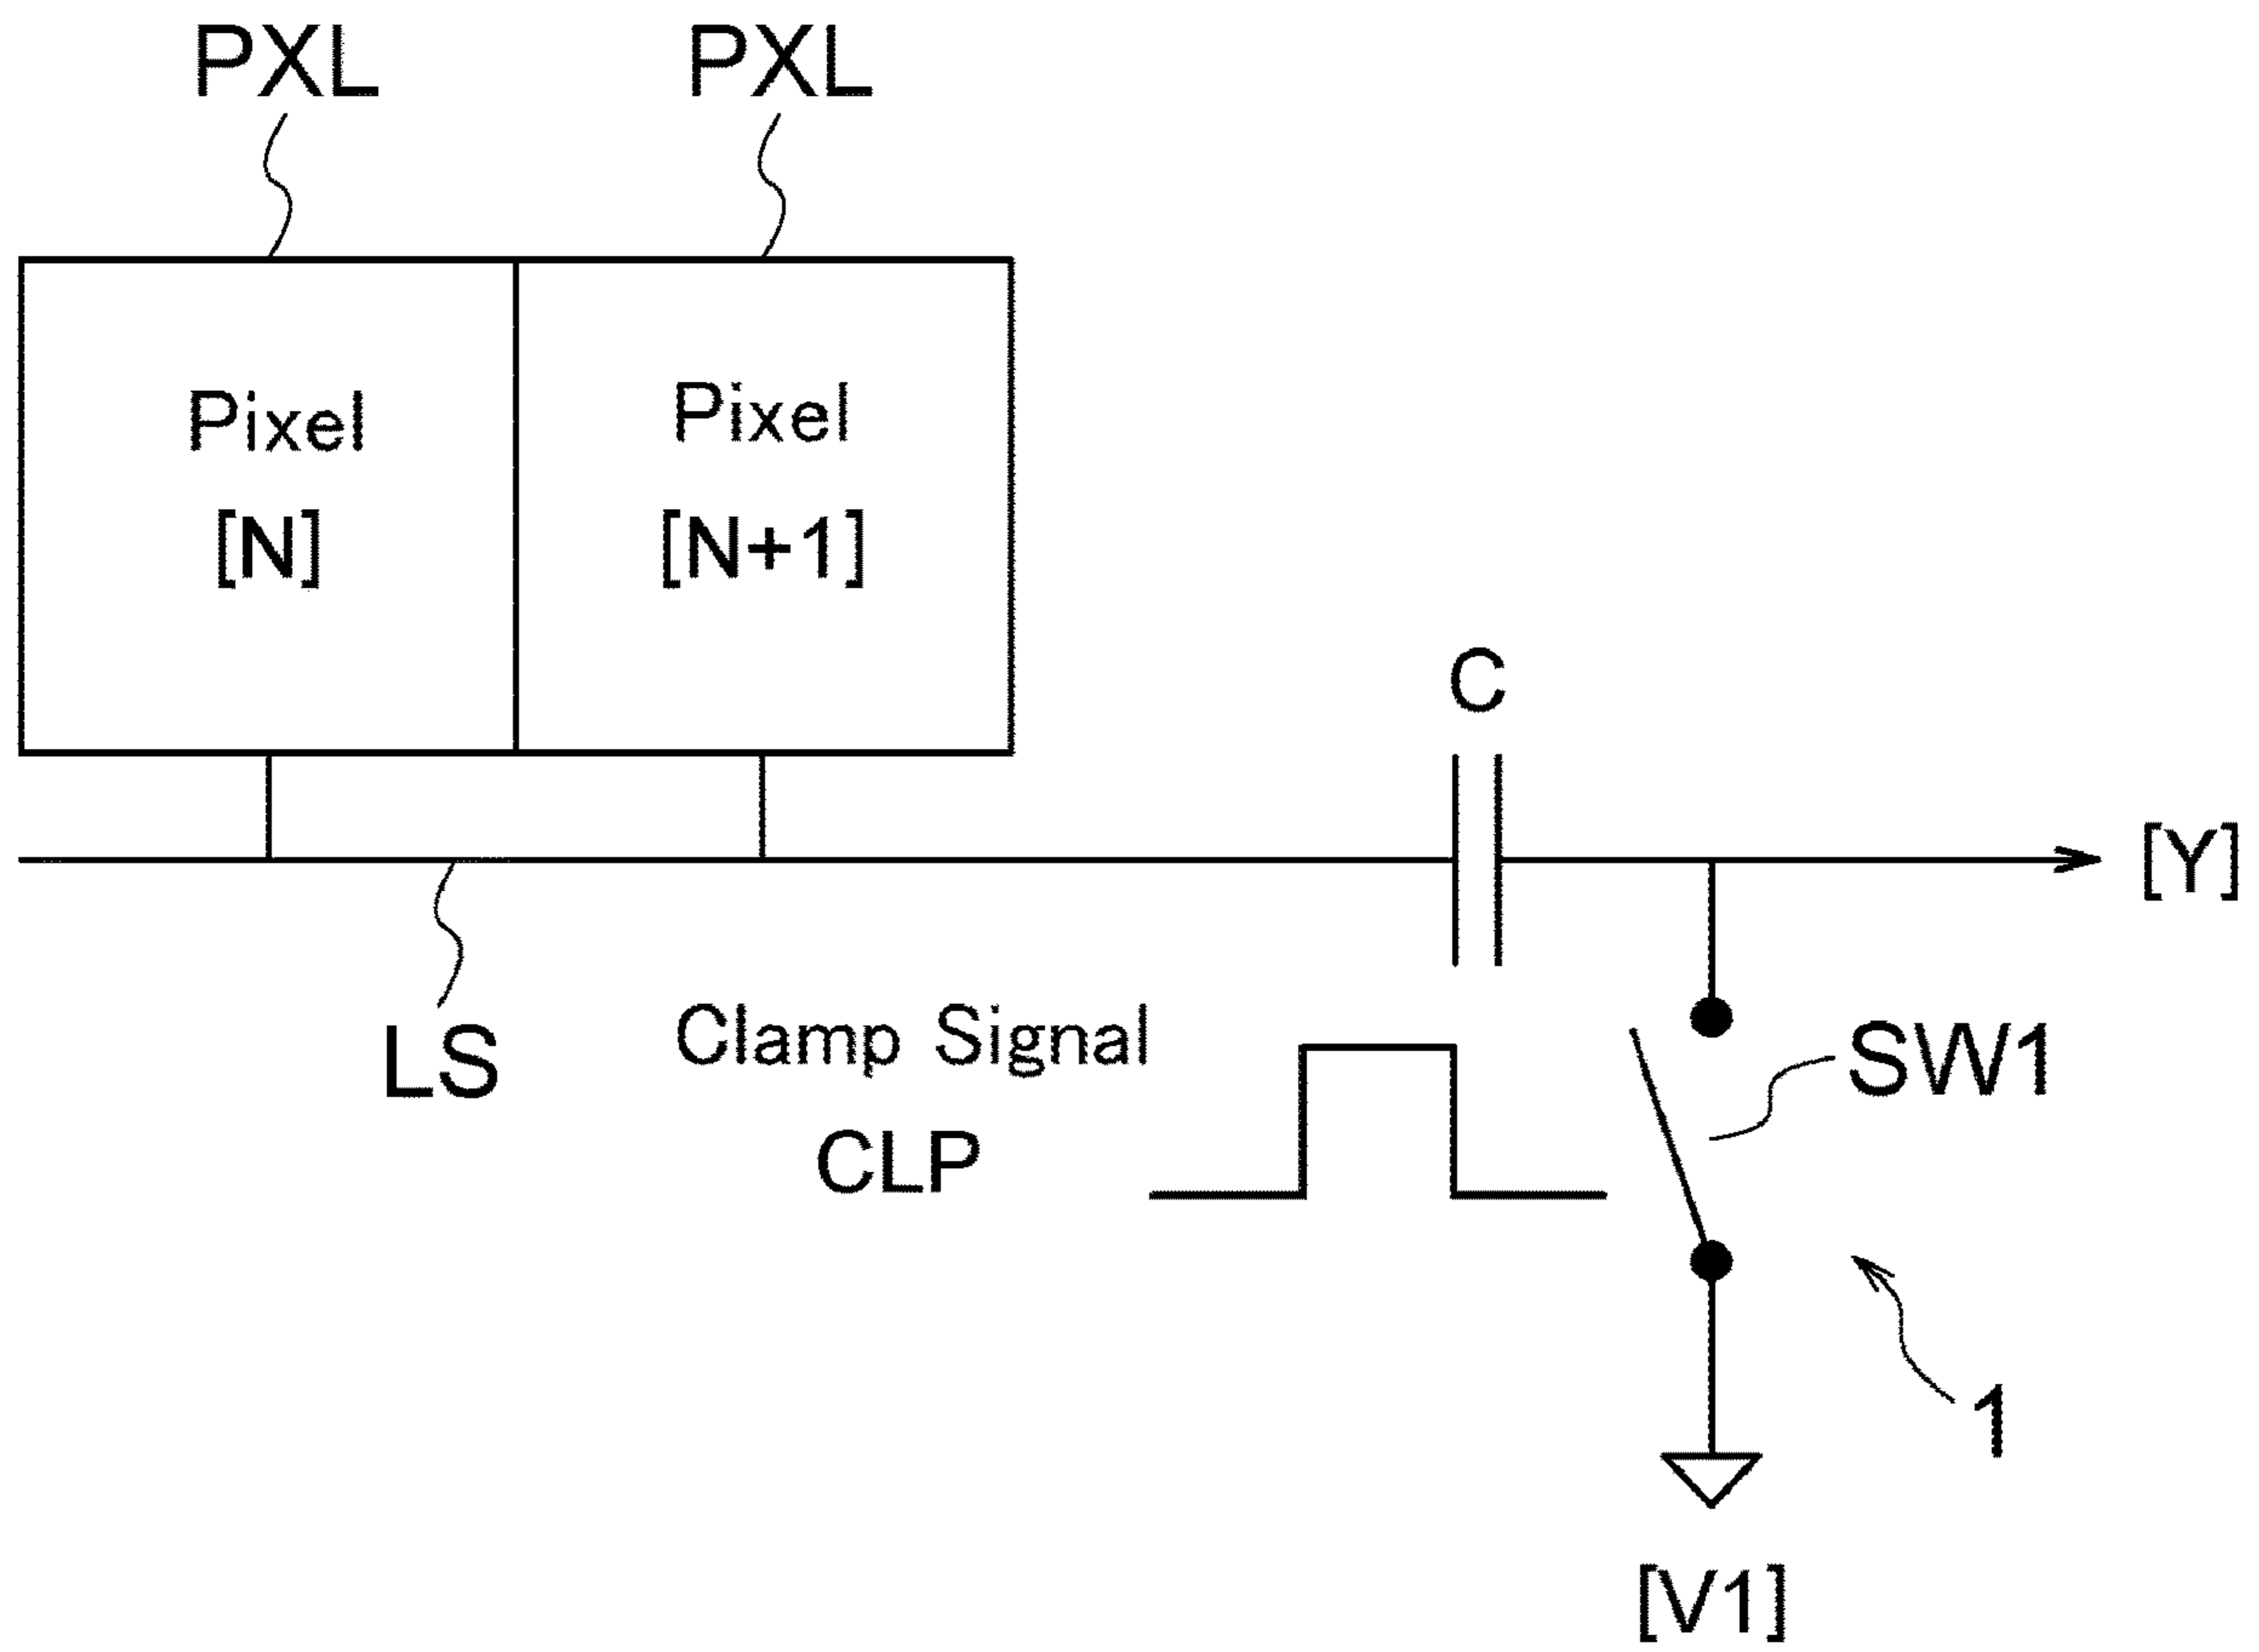 PXL PXL
Pixel Pixel
[N] [N+1]
C
[Y]
LS
Clamp Signal
CLP
SW1
1
[V1]